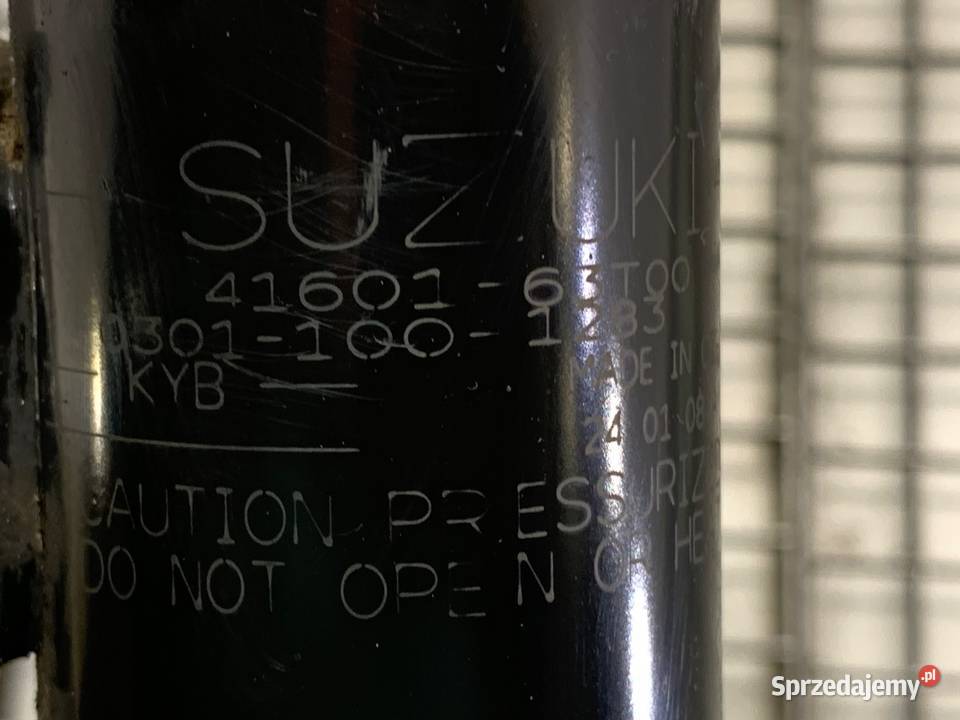 SUZUKI
41601-63T00
0301-100-1283
KYB
MADE IN
24 01 08
CAUTION PRESSURIZ
DO NOT OPEN OR HE
Sprzedajemy.pl